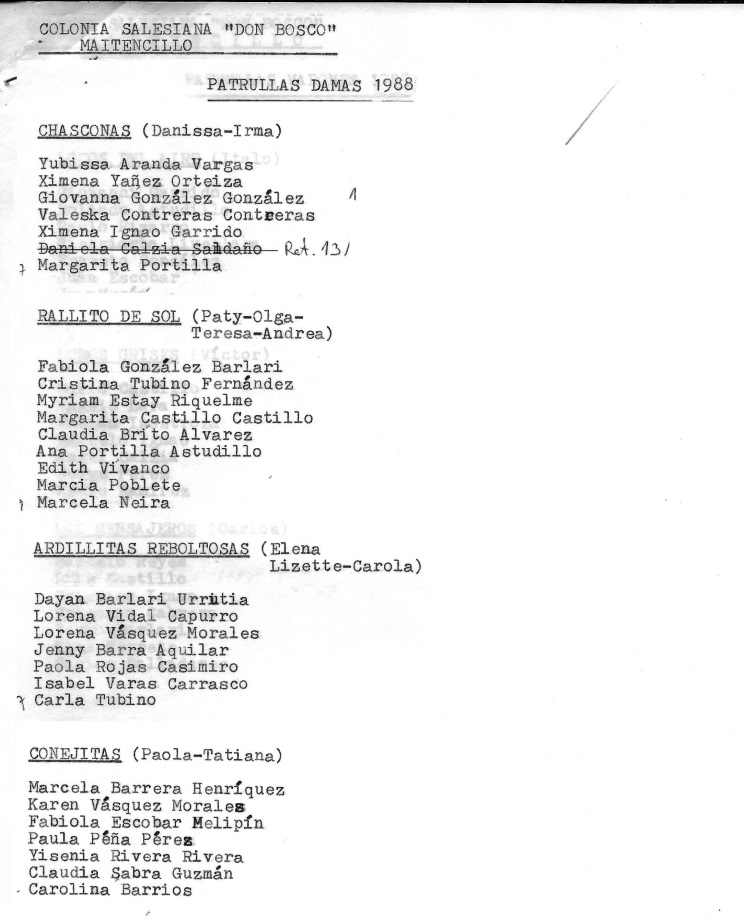 COLONIA SALESIANA "DON BOSCO"
MAITENCILLO
PATRULLAS DAMAS 1988
CHASCONAS (Danissa-Irma)
Yubissa Aranda Vargas
Ximena Yañez Orteiza
Giovanna González González 1
Valeska Contreras Contreras
Ximena Ignao Garrido
Daniela Calzia Saldaño Ret. 13/
Margarita Portilla
RALLITO DE SOL (Paty-Olga-
Teresa-Andrea)
Fabiola González Barlari
Cristina Tubino Fernández
Myriam Estay Riquelme
Margarita Castillo Castillo
Claudia Brito Alvarez
Ana Portilla Astudillo
Edith Vivanco
Marcia Poblete
Marcela Neira
ARDILLITAS REBOLTOSAS (Elena
Lizette-Carola)
Dayan Barlari Urrutia
Lorena Vidal Capurro
Lorena Vásquez Morales
Jenny Barra Aquilar
Paola Rojas Casimiro
Isabel Varas Carrasco
Carla Tubino
CONEJITAS (Paola-Tatiana)
Marcela Barrera Henríquez
Karen Vásquez Morales
Fabiola Escobar Melipín
Paula Péña Pérez
Yisenia Rivera Rivera
Claudia Sabra Guzmán
Carolina Barrios